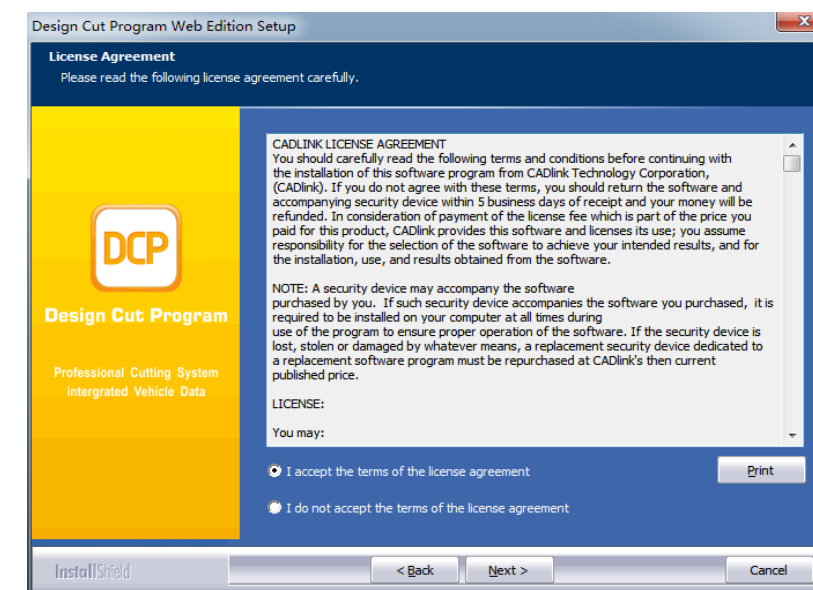 Design Cut Program Web Edition Setup
License Agreement
Please read the following license agreement carefully.
CADLINK LICENSE AGREEMENT
You should carefully read the following terms and conditions before continuing with
the installation of this software program from CADlink Technology Corporation,
(CADlink). If you do not agree with these terms, you should return the software and
accompanying security device within 5 business days of receipt and your money will be
refunded. In consideration of payment of the license fee which is part of the price you
paid for this product, CADlink provides this software and licenses its use; you assume
responsibility for the selection of the software to achieve your intended results, and for
the installation, use, and results obtained from the software.
NOTE: A security device may accompany the software
purchased by you. If such security device accompanies the software you purchased, it is
required to be installed on your computer at all times during
use of the program to ensure proper operation of the software. If the security device is
lost, stolen or damaged by whatever means, a replacement security device dedicated to
a replacement software program must be repurchased at CADlink's then current
published price.
LICENSE:
You may:
DCP
Design Cut Program
Professional Cutting System
intergrated Vehicle Data
I accept the terms of the license agreement
Print
I do not accept the terms of the license agreement
InstallShield
< Back
Next >
Cancel